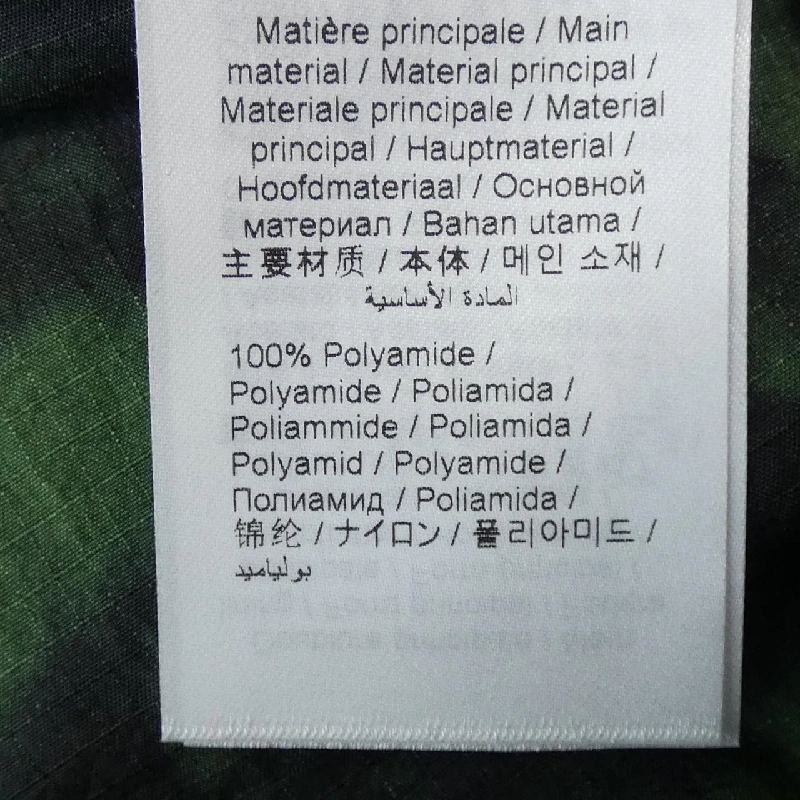 Matière principale / Main
material / Material principal /
Materiale principale / Material
principal / Hauptmaterial /
Hoofdmateriaal / Основной
материал / Bahan utama /
主要材质 / 本体 / 메인 소재 /
المادة الأساسية
100% Polyamide /
Polyamide / Poliamida /
Poliammide / Poliamida /
Polyamid / Polyamide /
Полиамид / Poliamida /
锦纶 / ナイロン / 폴리아미드 /
بولياميد